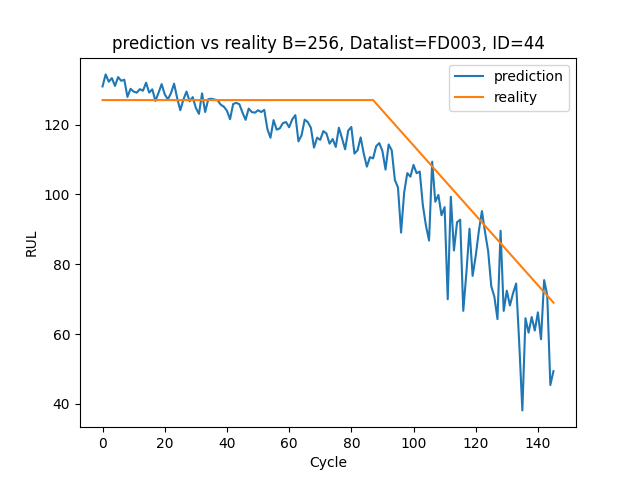 prediction vs reality B=256, Datalist=FD003, ID=44
prediction
reality
RUL
120
100
80
60
40
0 20 40 60 80 100 120 140
Cycle